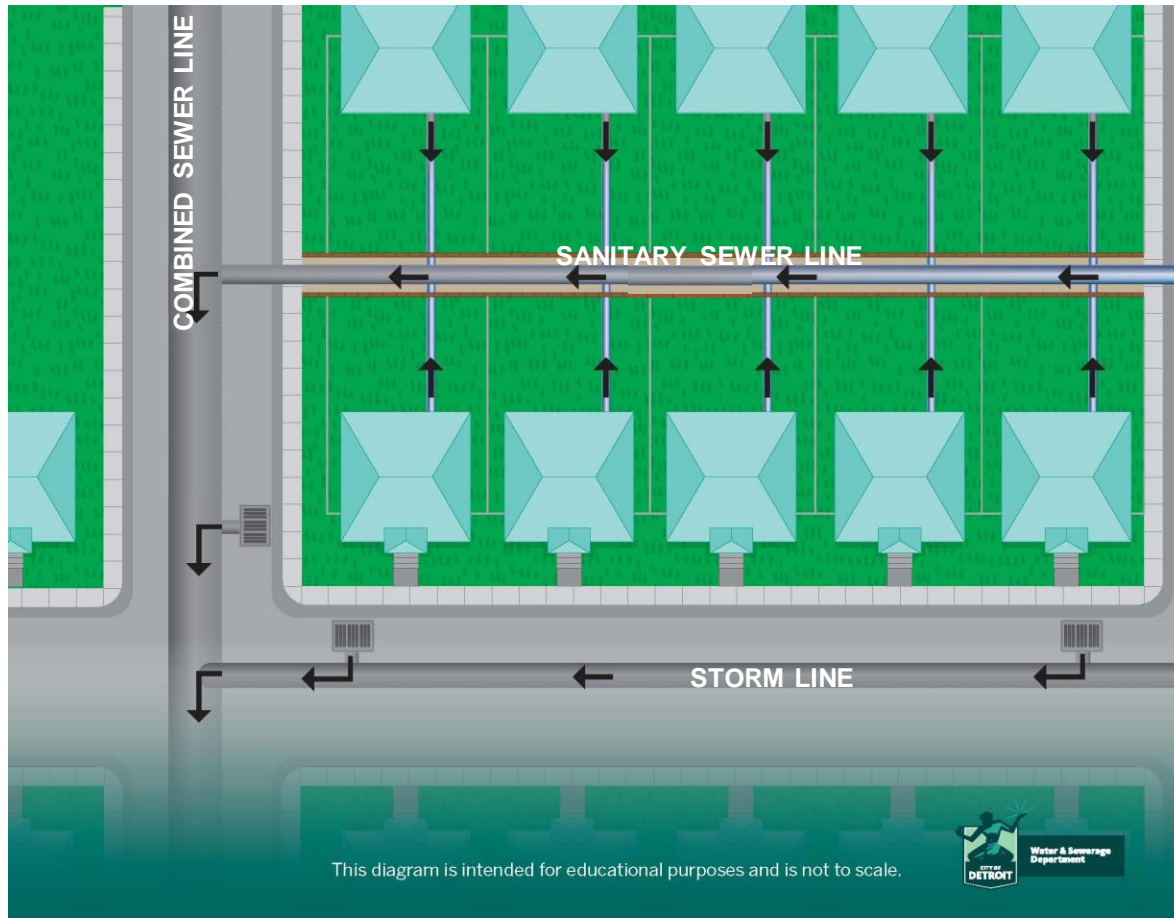 COMBINED SEWER LINE
SANITARY SEWER LINE
STORM LINE
This diagram is intended for educational purposes and is not to scale.
CITY OF
DETROIT
Water & Sewerage
Department